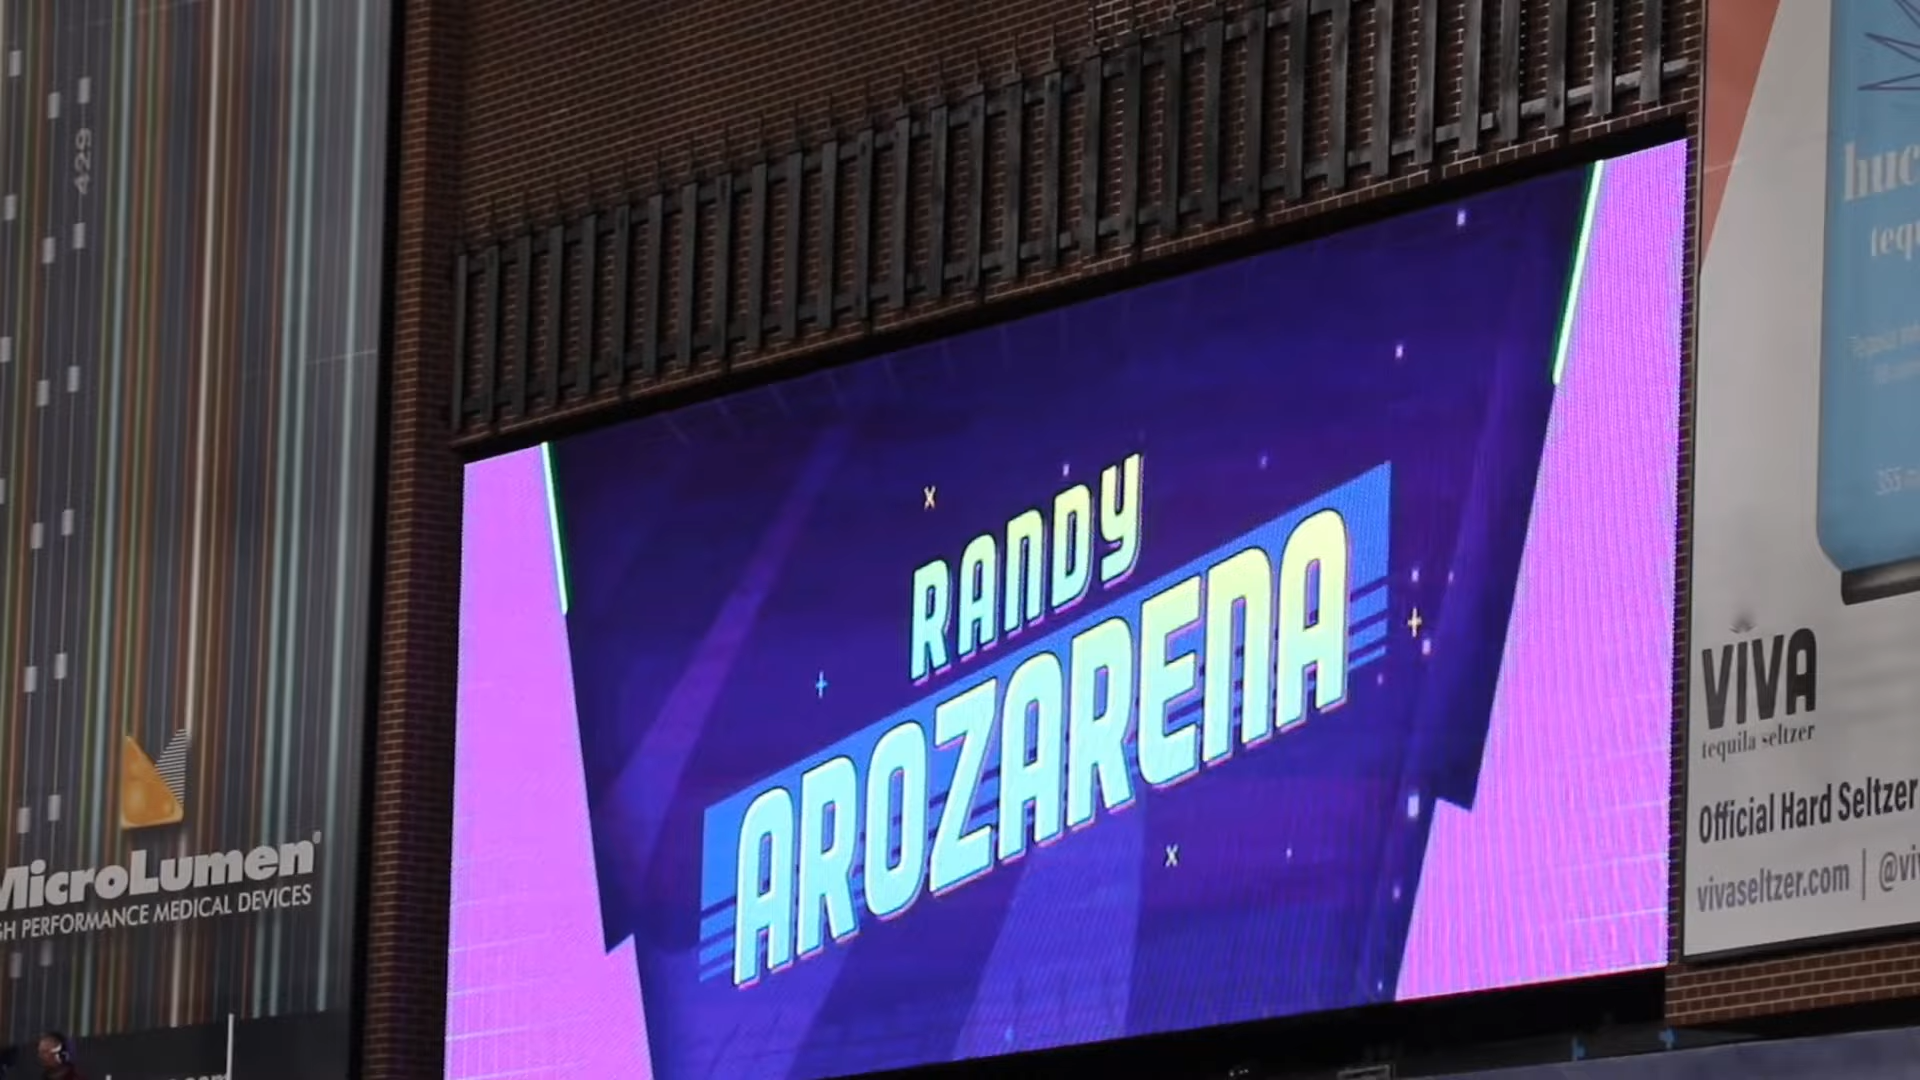 429
MicroLumen
PERFORMANCE MEDICAL DEVICES
RANDY
AROZARENA
VIVA
tequila seltzer
Official Hard Seltzer
vivaseltzer.com |